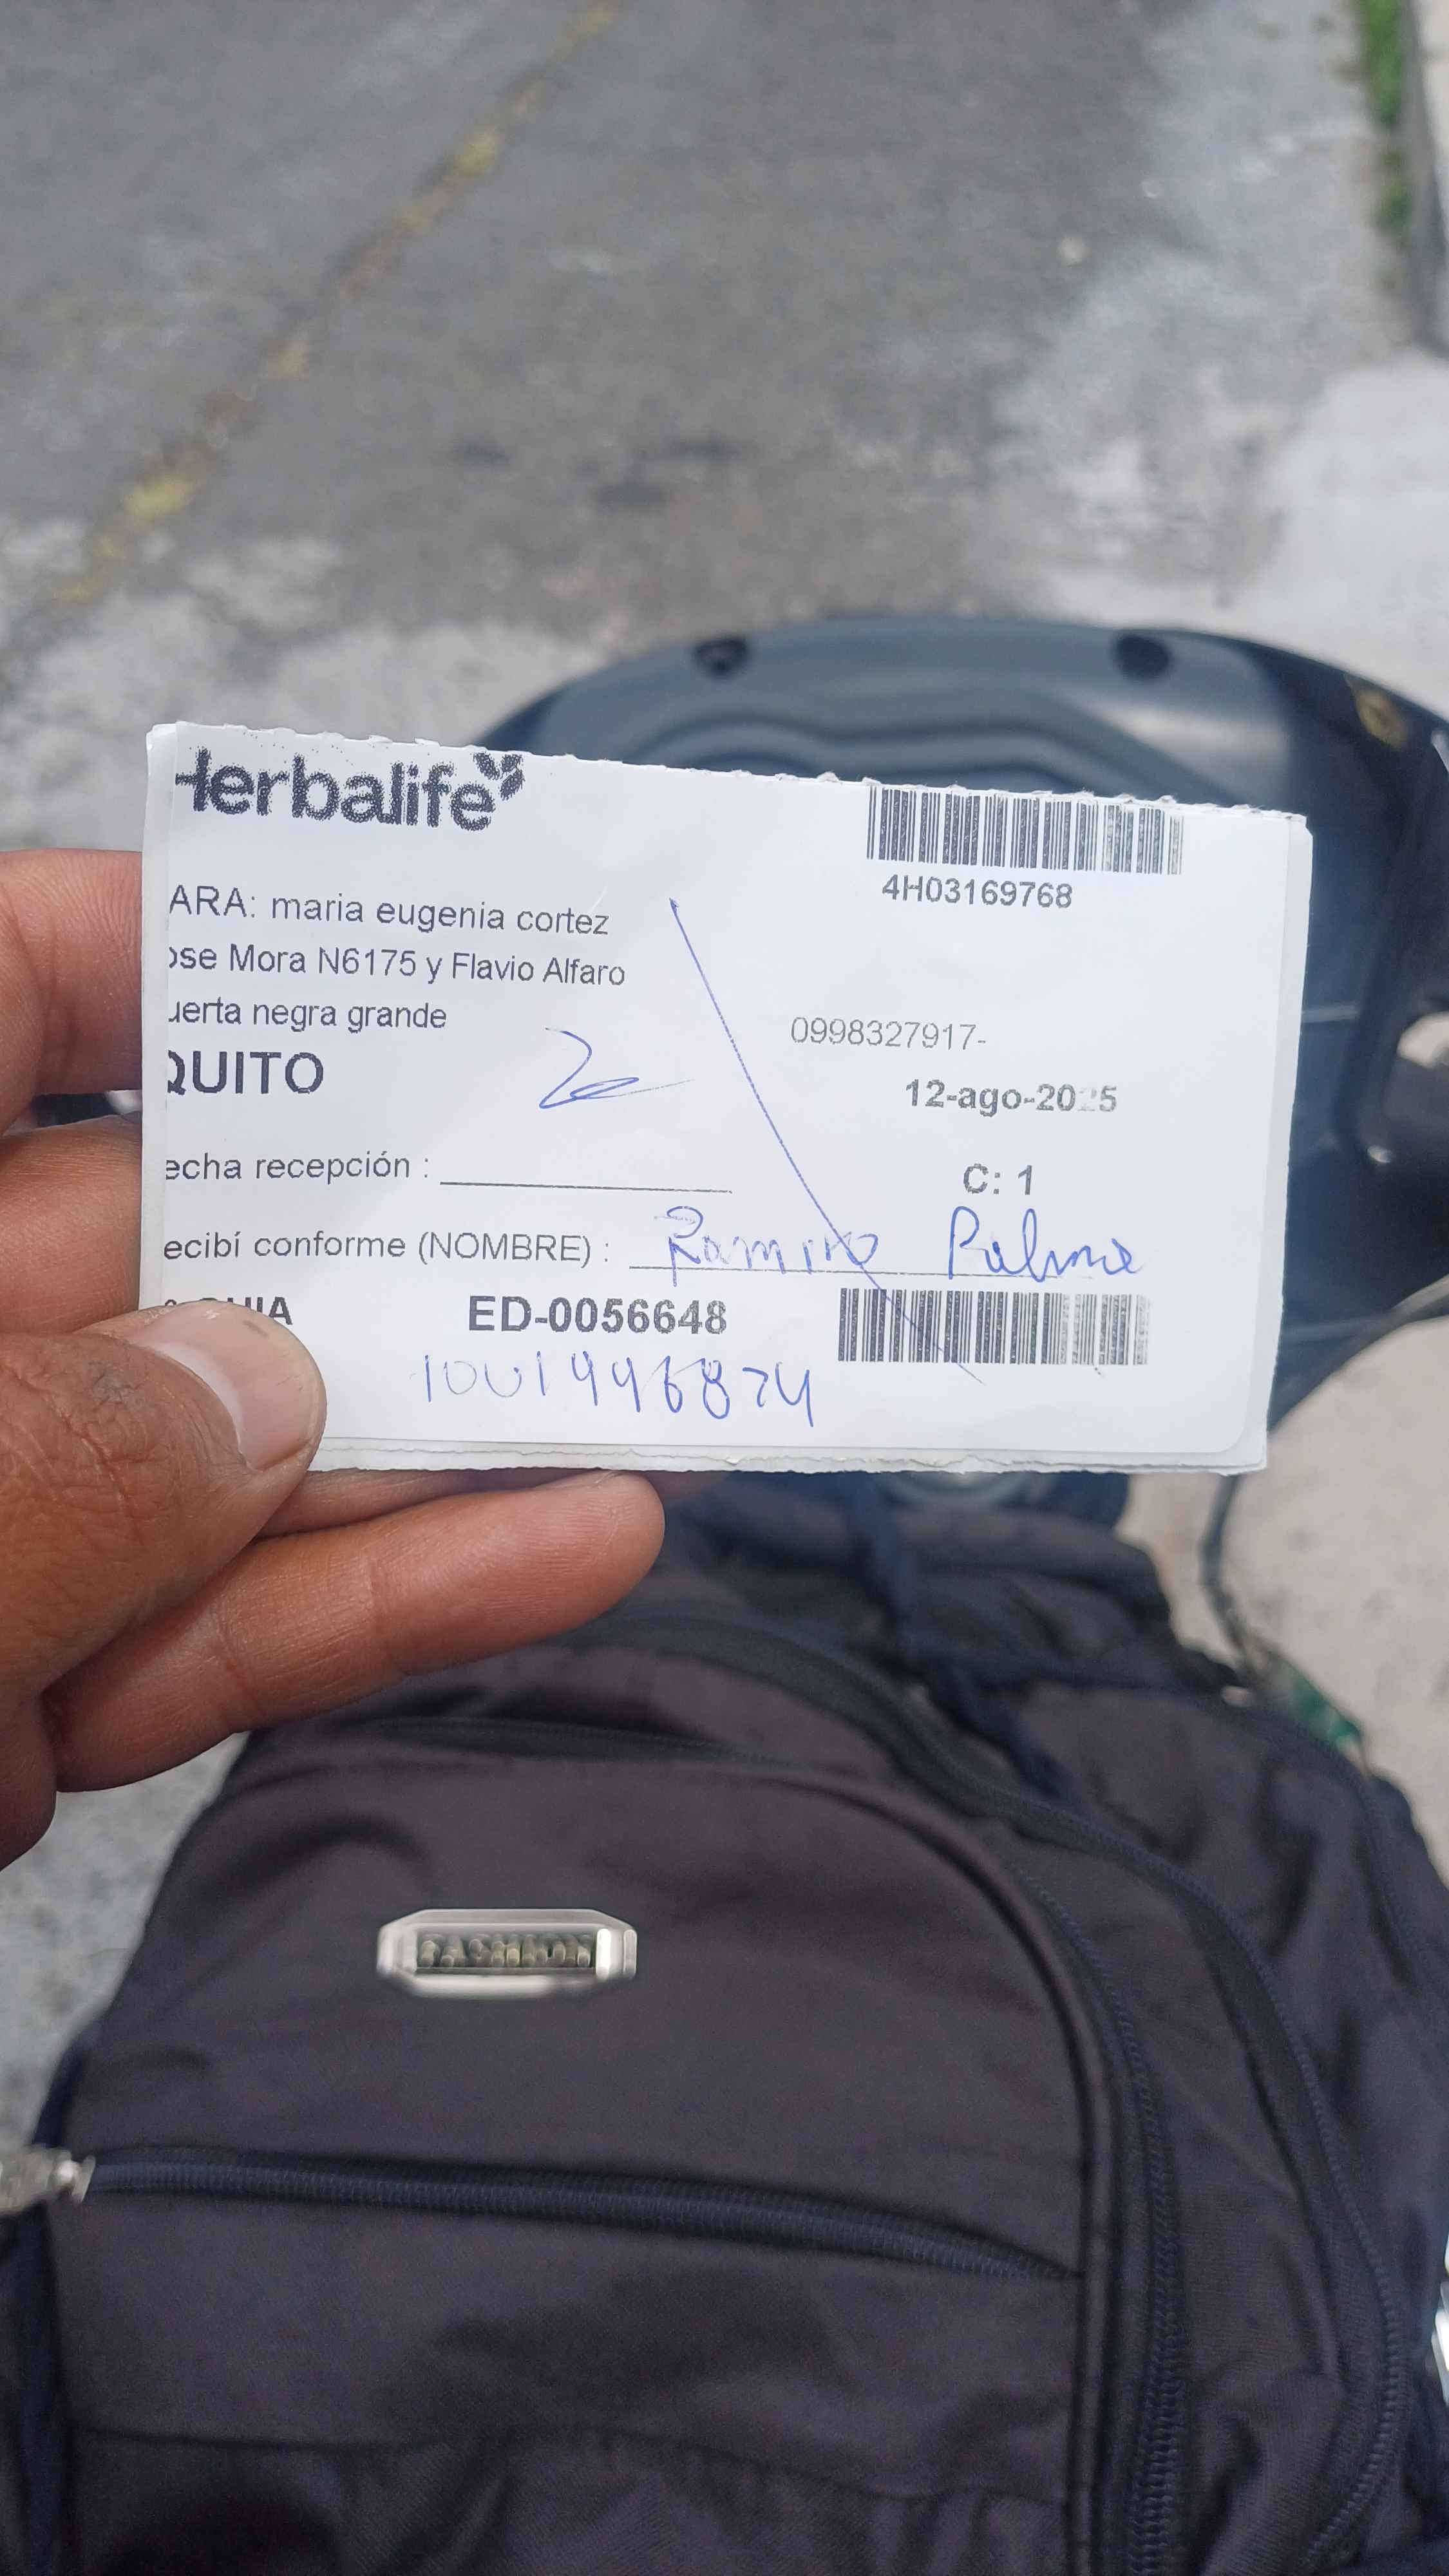 Herbalife
4H03169768
ARA: maria eugenia cortez
ose Mora N6175 y Flavio Alfaro
uerta negra grande
0998327917-
QUITO
12-ago-2025
echa recepción :
C: 1
ecibí conforme (NOMBRE) : Ramiro Palma
GUIA ED-0056648
1001996874